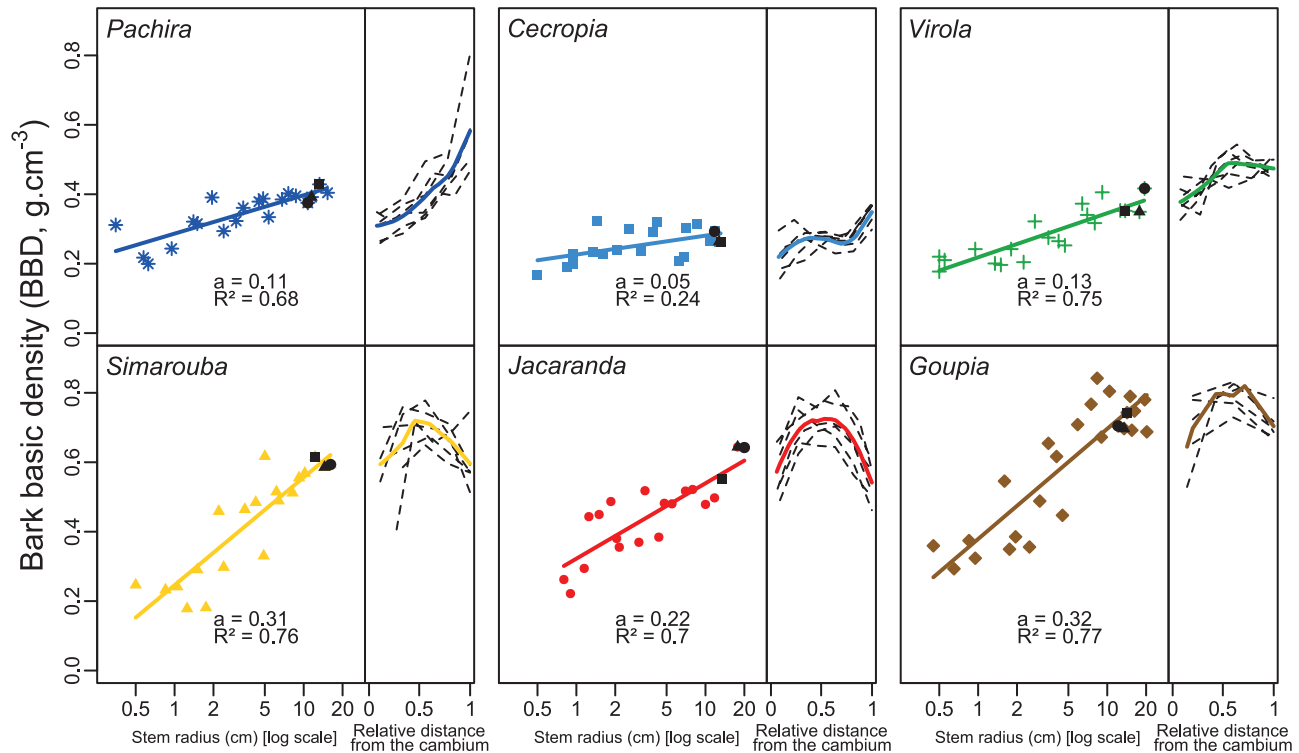 Bark basic density (BBD, g.cm⁻³)
Pachira
Cecropia
Virola
0.8
0.6
0.4
0.2
0.0
a = 0.11
R² = 0.68
a = 0.05
R² = 0.24
a = 0.13
R² = 0.75
Simarouba
Jacaranda
Goupia
0.8
0.6
0.4
0.2
0.0
a = 0.31
R² = 0.76
a = 0.22
R² = 0.7
a = 0.32
R² = 0.77
0.5 1 2 5 10 20 0 0.5 1
0.5 1 2 5 10 20 0 0.5 1
0.5 1 2 5 10 20 0 0.5 1
Stem radius (cm) [log scale]
Relative distance
from the cambium
Stem radius (cm) [log scale]
Relative distance
from the cambium
Stem radius (cm) [log scale]
Relative distance
from the cambium